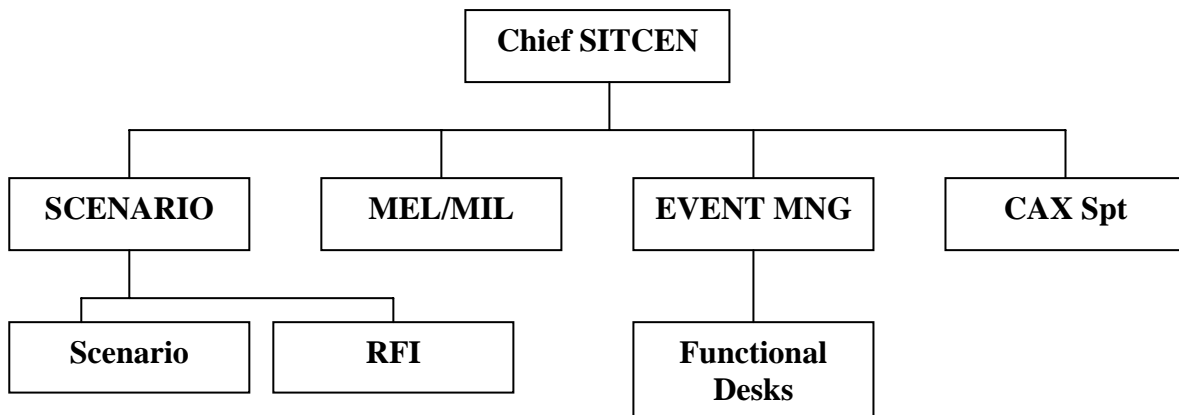 Chief SITCEN
SCENARIO
MEL/MIL
EVENT MNG
CAX Spt
Scenario
RFI
Functional
Desks